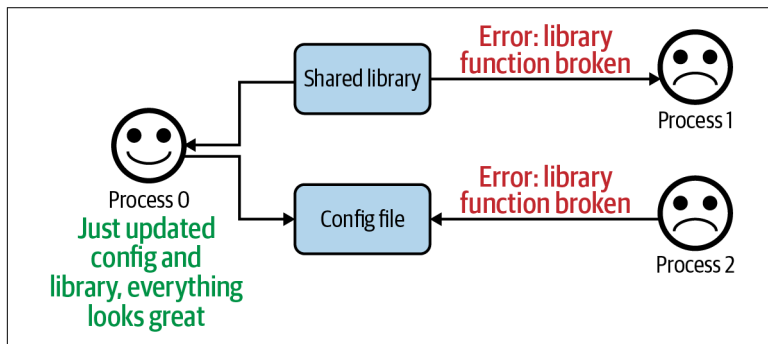 Error: library
function broken
Shared library
Process 1
Process 0
Just updated
config and
library, everything
looks great
Error: library
function broken
Config file
Process 2